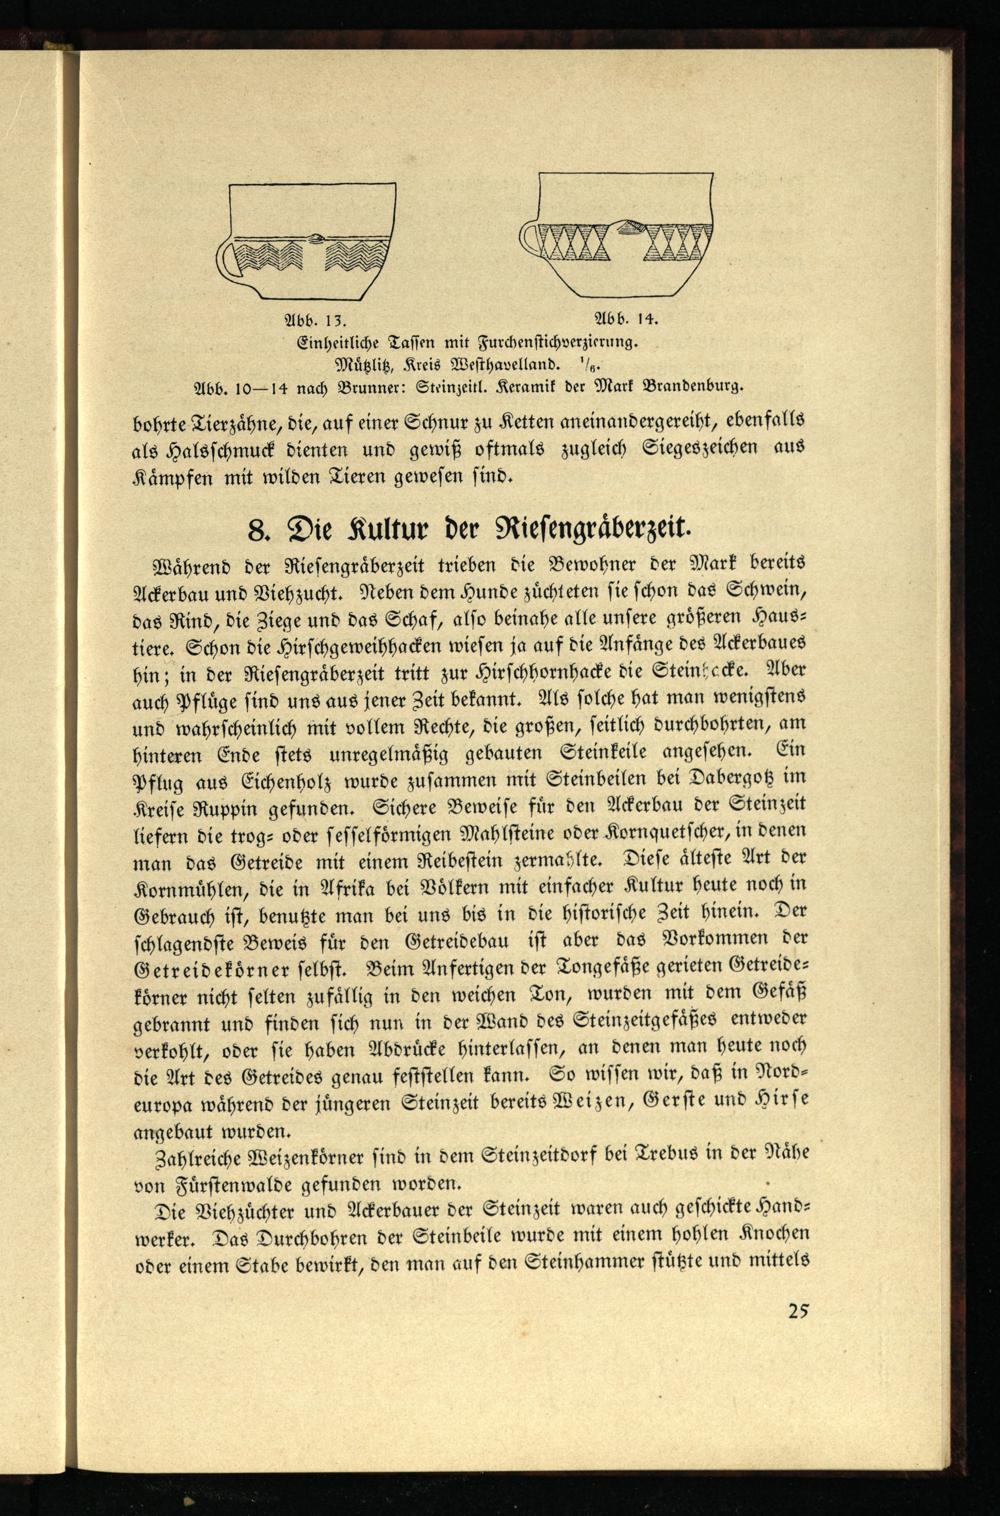 Abb. 13.
Abb. 14.
Einheitliche Tassen mit Furchenstichverzierung.
Mützlitz, Kreis Westhavelland. 1/6.
Abb. 10—14 nach Brunner: Steinzeitl. Keramik der Mark Brandenburg.
bohrte Tierzähne, die, auf einer Schnur zu Ketten aneinandergereiht, ebenfalls
als Halsschmuck dienten und gewiß oftmals zugleich Siegeszeichen aus
Kämpfen mit wilden Tieren gewesen sind.
8. Die Kultur der Riesengräberzeit.
Während der Riesengräberzeit trieben die Bewohner der Mark bereits
Ackerbau und Viehzucht. Neben dem Hunde züchteten sie schon das Schwein,
das Rind, die Ziege und das Schaf, also beinahe alle unsere größeren Haus-
tiere. Schon die Hirschgeweihhacken wiesen ja auf die Anfänge des Ackerbaues
hin; in der Riesengräberzeit tritt zur Hirschhornhacke die Steinhacke. Aber
auch Pflüge sind uns aus jener Zeit bekannt. Als solche hat man wenigstens
und wahrscheinlich mit vollem Rechte, die großen, seitlich durchbohrten, am
hinteren Ende stets unregelmäßig gebauten Steinkeile angesehen. Ein
Pflug aus Eichenholz wurde zusammen mit Steinbeilen bei Dabergotz im
Kreise Ruppin gefunden. Sichere Beweise für den Ackerbau der Steinzeit
liefern die trog- oder sesselförmigen Mahlsteine oder Kornquetscher, in denen
man das Getreide mit einem Reibestein zermahlte. Diese älteste Art der
Kornmühlen, die in Afrika bei Völkern mit einfacher Kultur heute noch in
Gebrauch ist, benutzte man bei uns bis in die historische Zeit hinein. Der
schlagendste Beweis für den Getreidebau ist aber das Vorkommen der
Getreidekörner selbst. Beim Anfertigen der Tongefäße gerieten Getreide-
körner nicht selten zufällig in den weichen Ton, wurden mit dem Gefäß
gebrannt und finden sich nun in der Wand des Steinzeitgefäßes entweder
verkohlt, oder sie haben Abdrücke hinterlassen, an denen man heute noch
die Art des Getreides genau feststellen kann. So wissen wir, daß in Nord-
europa während der jüngeren Steinzeit bereits Weizen, Gerste und Hirse
angebaut wurden.
Zahlreiche Weizenkörner sind in dem Steinzeitdorf bei Trebus in der Nähe
von Fürstenwalde gefunden worden.
Die Viehzüchter und Ackerbauer der Steinzeit waren auch geschickte Hand-
werker. Das Durchbohren der Steinbeile wurde mit einem hohlen Knochen
oder einem Stabe bewirkt, den man auf den Steinhammer stützte und mittels
25